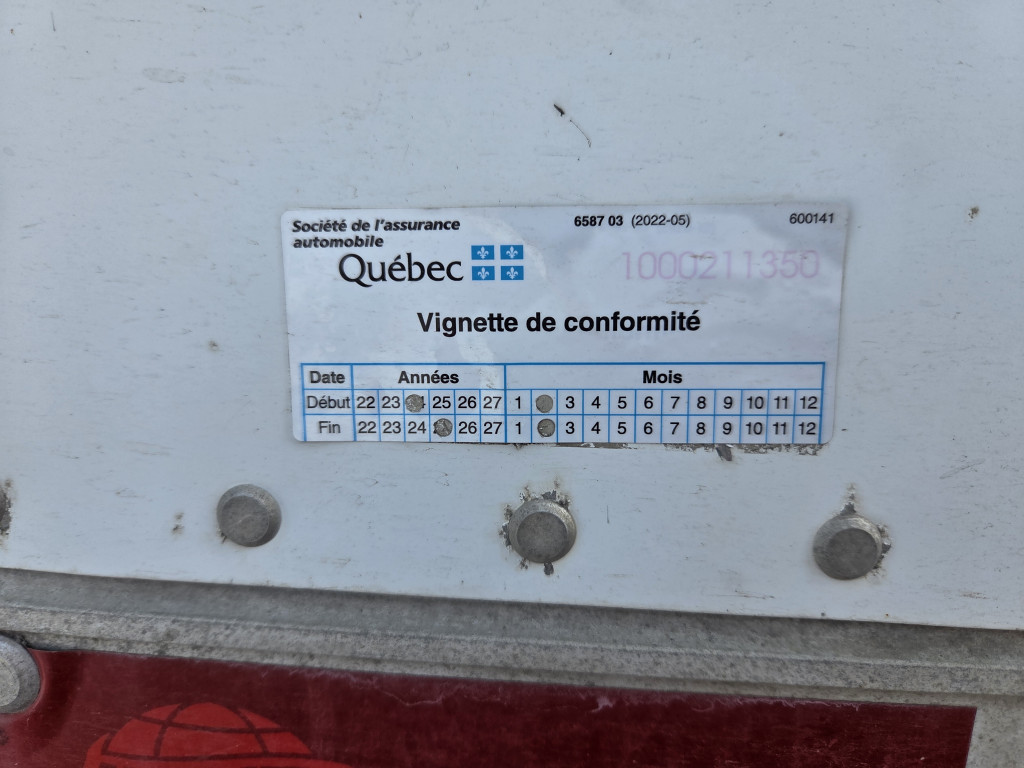 Société de l'assurance
automobile
Québec
6587 03 (2022-05)
600141
1000211350
Vignette de conformité
Date Années Mois
Début 22 23 25 26 27 1 3 4 5 6 7 8 9 10 11 12
Fin 22 23 24 26 27 1 3 4 5 6 7 8 9 10 11 12